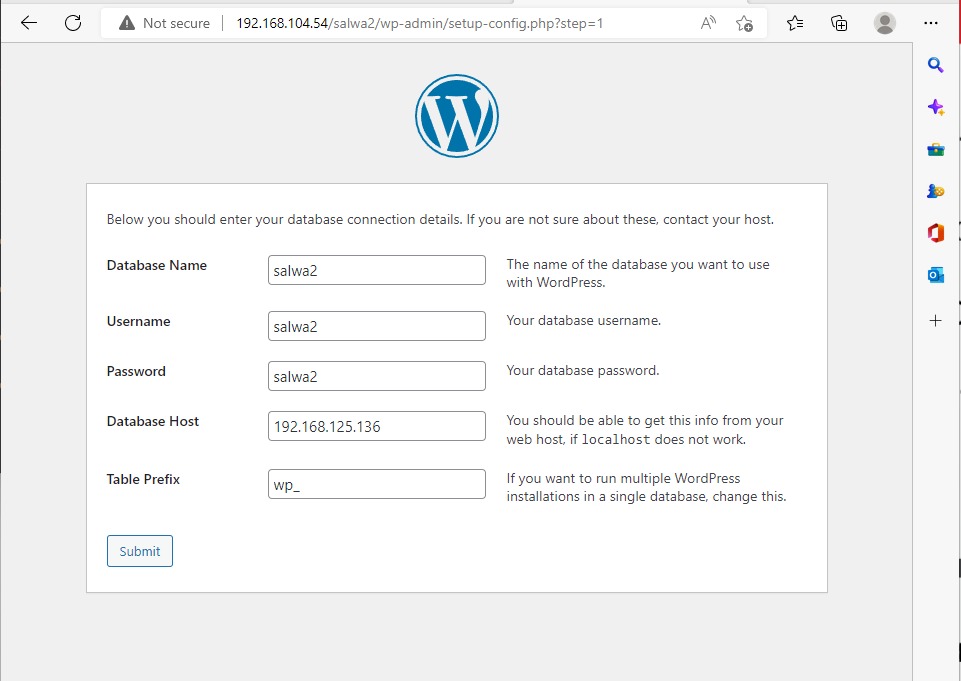 Not secure 192.168.104.54/salwa2/wp-admin/setup-config.php?step=1
Below you should enter your database connection details. If you are not sure about these, contact your host.
Database Name
salwa2
The name of the database you want to use
with WordPress.
Username
salwa2
Your database username.
Password
salwa2
Your database password.
Database Host
192.168.125.136
You should be able to get this info from your
web host, if localhost does not work.
Table Prefix
wp_
If you want to run multiple WordPress
installations in a single database, change this.
Submit